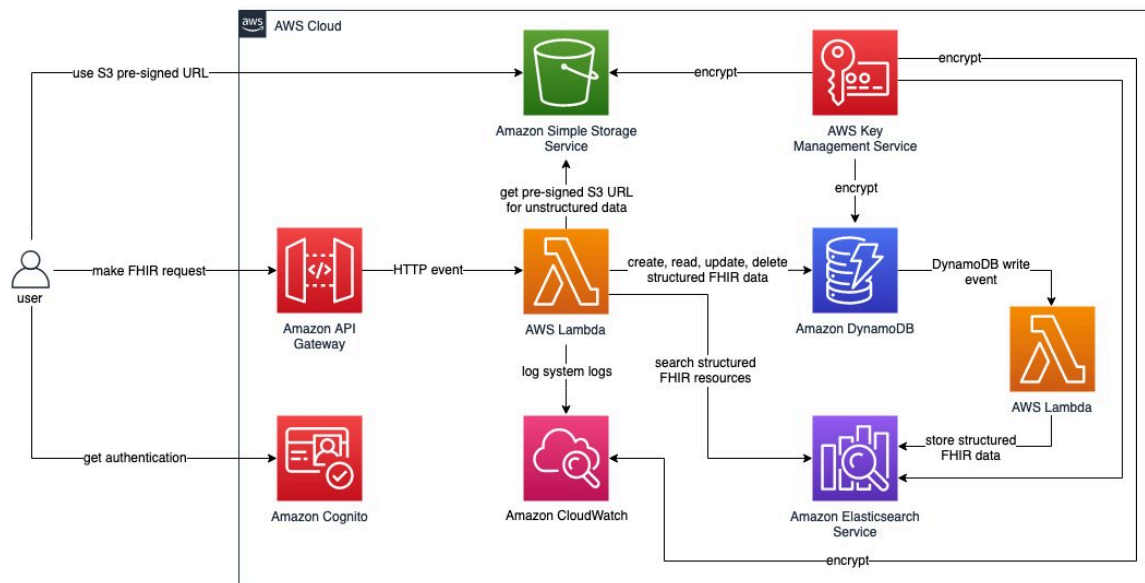 aws
AWS Cloud
use S3 pre-signed URL
encrypt
encrypt
Amazon Simple Storage
Service
AWS Key
Management Service
get pre-signed S3 URL
for unstructured data
encrypt
user
make FHIR request
HTTP event
create, read, update, delete
structured FHIR data
DynamoDB write
event
Amazon API
Gateway
AWS Lambda
Amazon DynamoDB
log system logs
search structured
FHIR resources
AWS Lambda
get authentication
store structured
FHIR data
Amazon Cognito
Amazon CloudWatch
Amazon Elasticsearch
Service
encrypt